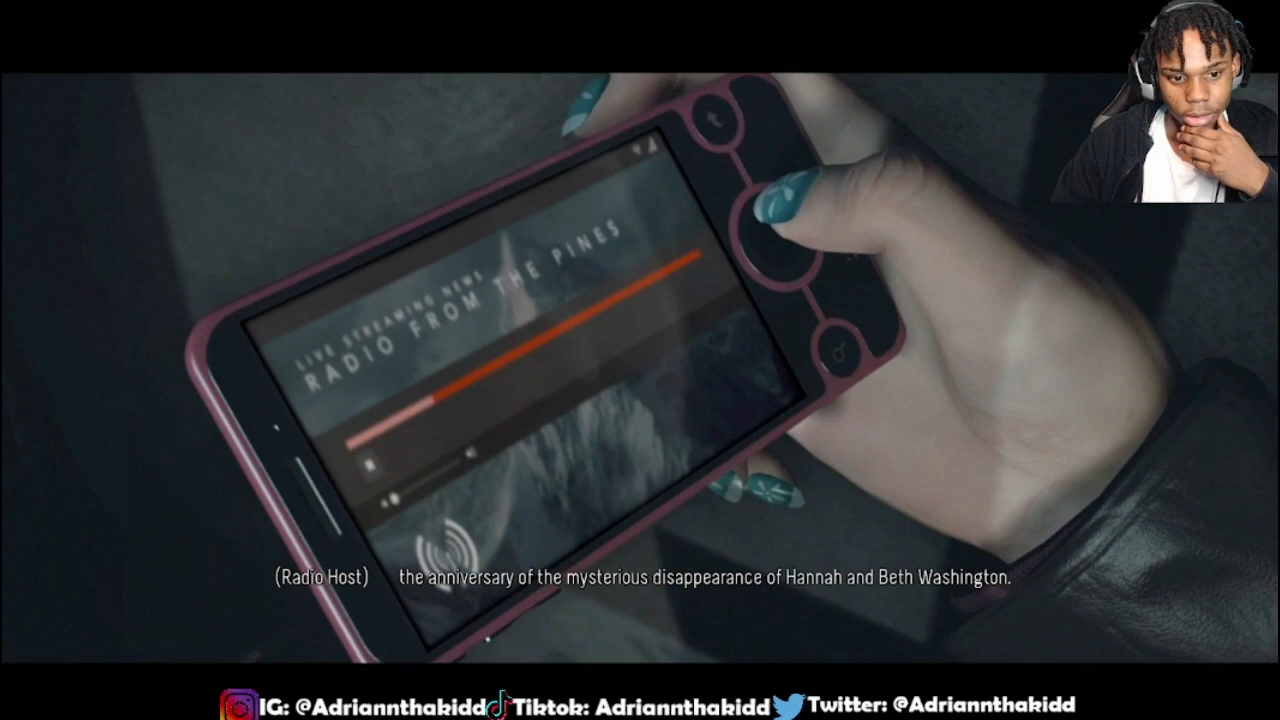 LIVE STREAMING NEWS
RADIO FROM THE PINES
(Radio Host) the anniversary of the mysterious disappearance of Hannah and Beth Washington.
IG: @Adriannthakidd Tiktok: Adriannthakidd Twitter: @Adriannthakidd